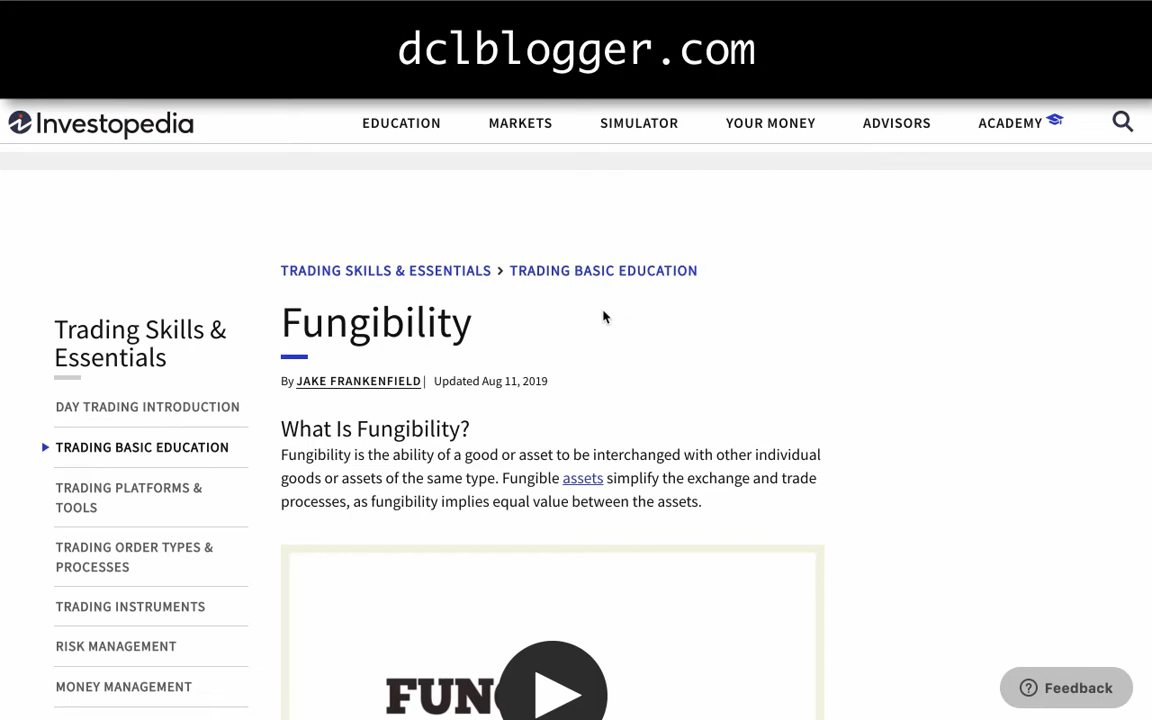 dclblogger.com
Investopedia
EDUCATION
MARKETS
SIMULATOR
YOUR MONEY
ADVISORS
ACADEMY
TRADING SKILLS & ESSENTIALS > TRADING BASIC EDUCATION
Fungibility
By JAKE FRANKENFIELD | Updated Aug 11, 2019
What Is Fungibility?
Fungibility is the ability of a good or asset to be interchanged with other individual
goods or assets of the same type. Fungible assets simplify the exchange and trade
processes, as fungibility implies equal value between the assets.
Trading Skills &
Essentials
DAY TRADING INTRODUCTION
TRADING BASIC EDUCATION
TRADING PLATFORMS &
TOOLS
TRADING ORDER TYPES &
PROCESSES
TRADING INSTRUMENTS
RISK MANAGEMENT
MONEY MANAGEMENT
FUN
Feedback